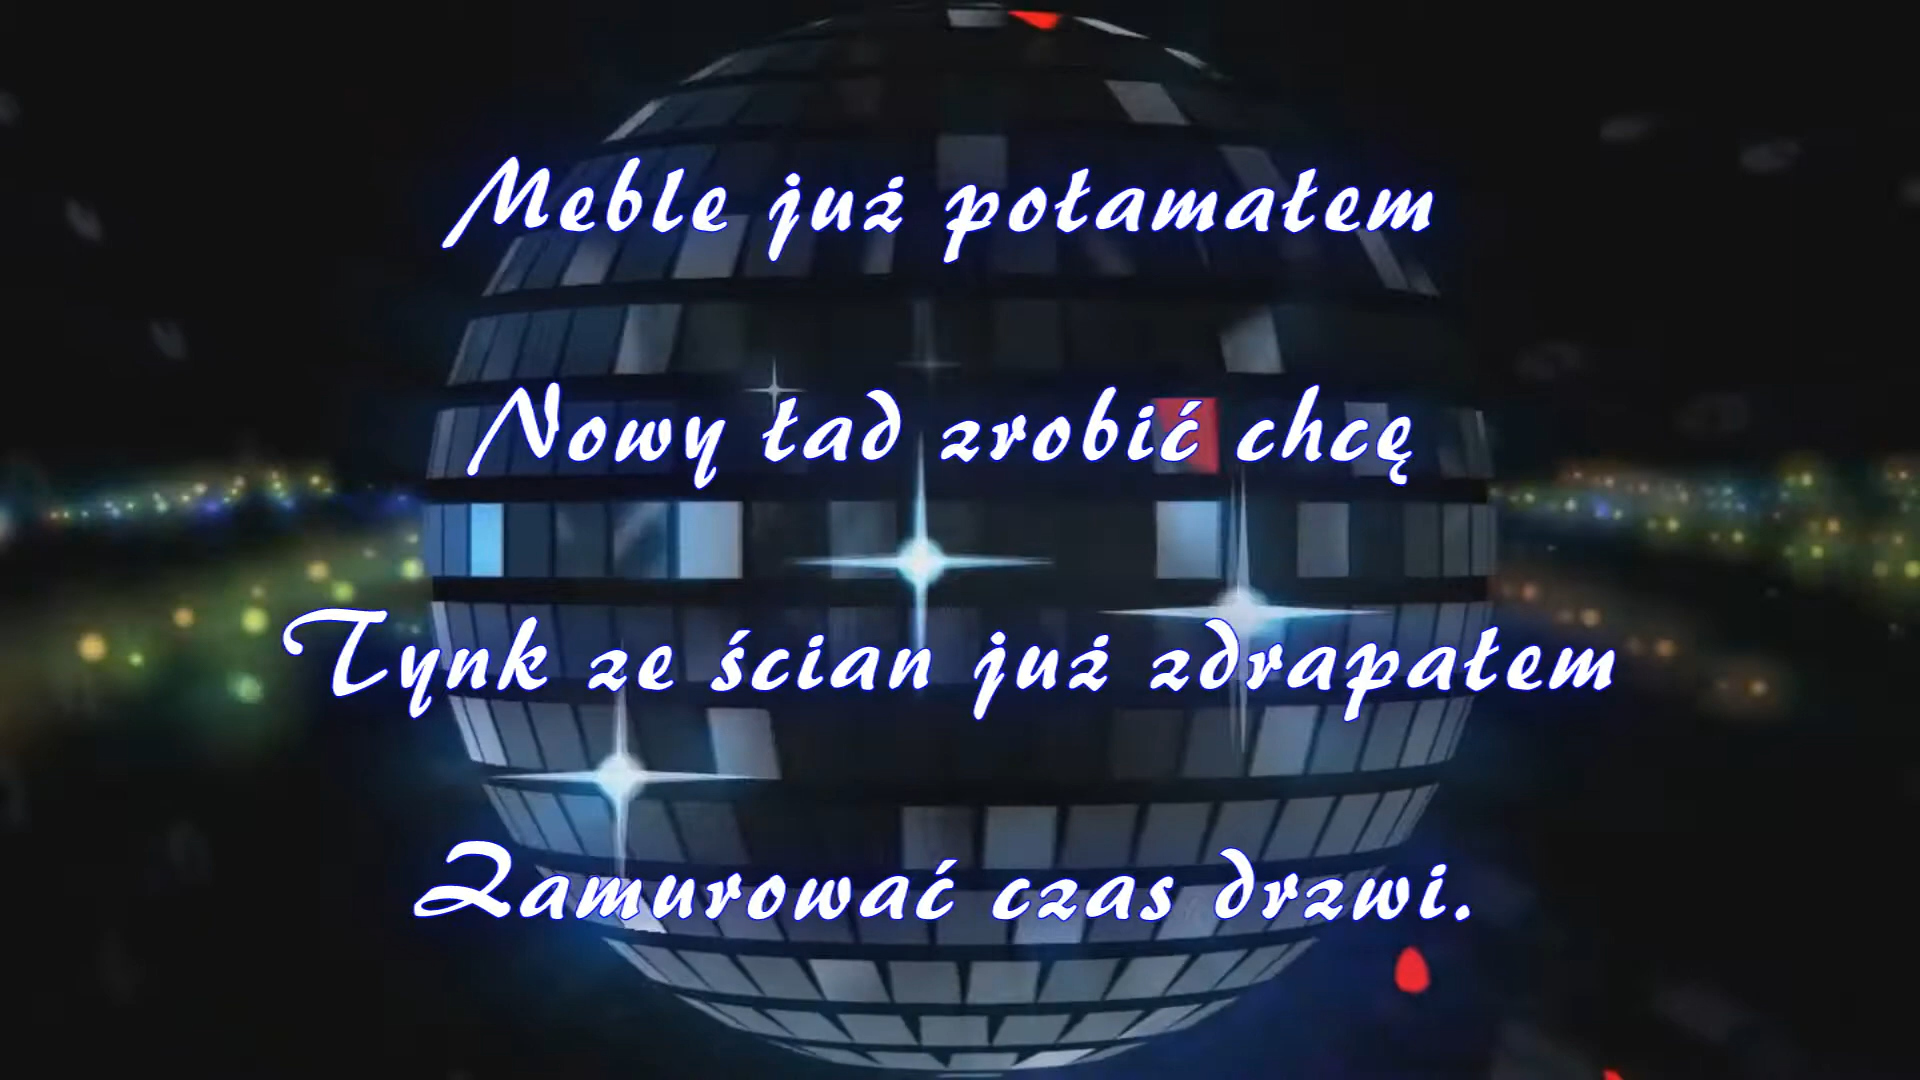 Meble już połamałem
Nowy ład zrobić chcę
Tynk ze ścian już zdrapałem
Zamurować czas drzwi.